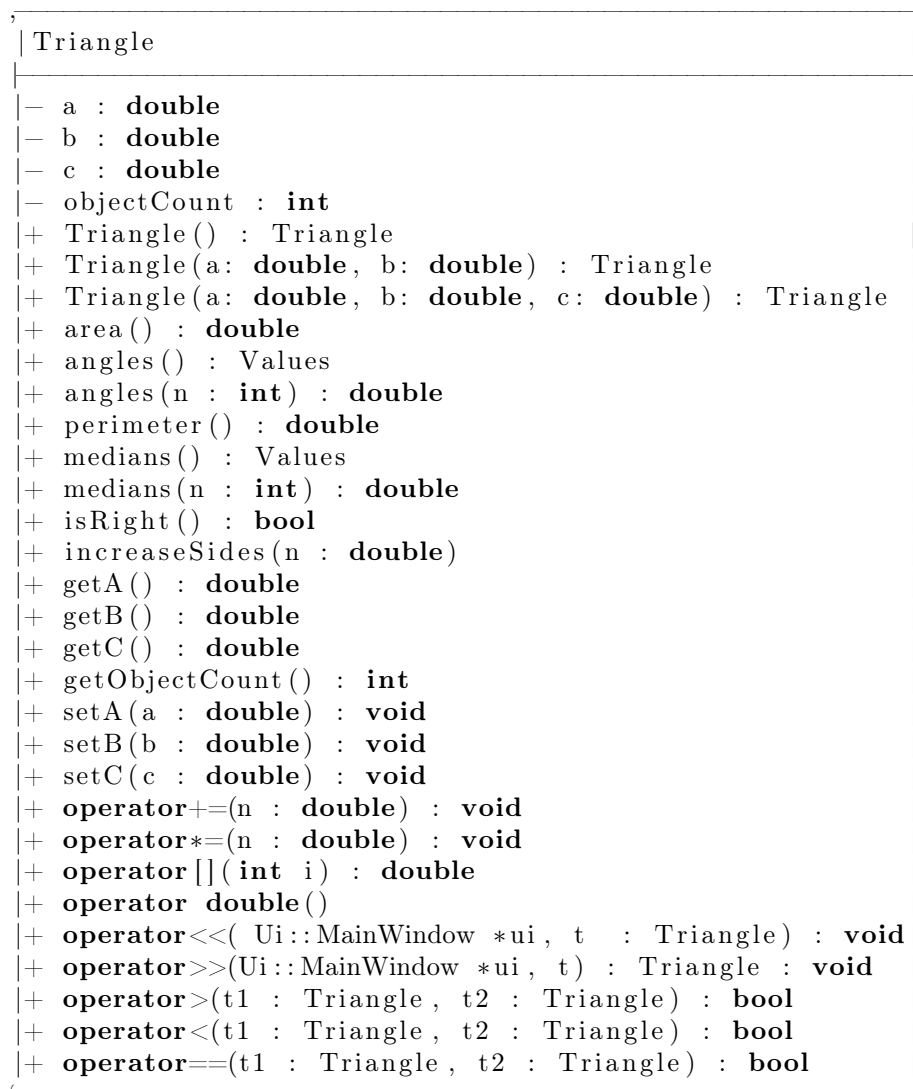 | Triangle
|- a : double
|- b : double
|- c : double
|- objectCount : int
|+ Triangle() : Triangle
|+ Triangle(a: double, b: double) : Triangle
|+ Triangle(a: double, b: double, c: double) : Triangle
|+ area() : double
|+ angles() : Values
|+ angles(n : int) : double
|+ perimeter() : double
|+ medians() : Values
|+ medians(n : int) : double
|+ isRight() : bool
|+ increaseSides(n : double)
|+ getA() : double
|+ getB() : double
|+ getC() : double
|+ getObjectCount() : int
|+ setA(a : double) : void
|+ setB(b : double) : void
|+ setC(c : double) : void
|+ operator+=(n : double) : void
|+ operator*=(n : double) : void
|+ operator[](int i) : double
|+ operator double()
|+ operator<<( Ui::MainWindow *ui, t  : Triangle) : void
|+ operator>>(Ui::MainWindow *ui, t) : Triangle : void
|+ operator>(t1 : Triangle, t2 : Triangle) : bool
|+ operator<(t1 : Triangle, t2 : Triangle) : bool
|+ operator==(t1 : Triangle, t2 : Triangle) : bool